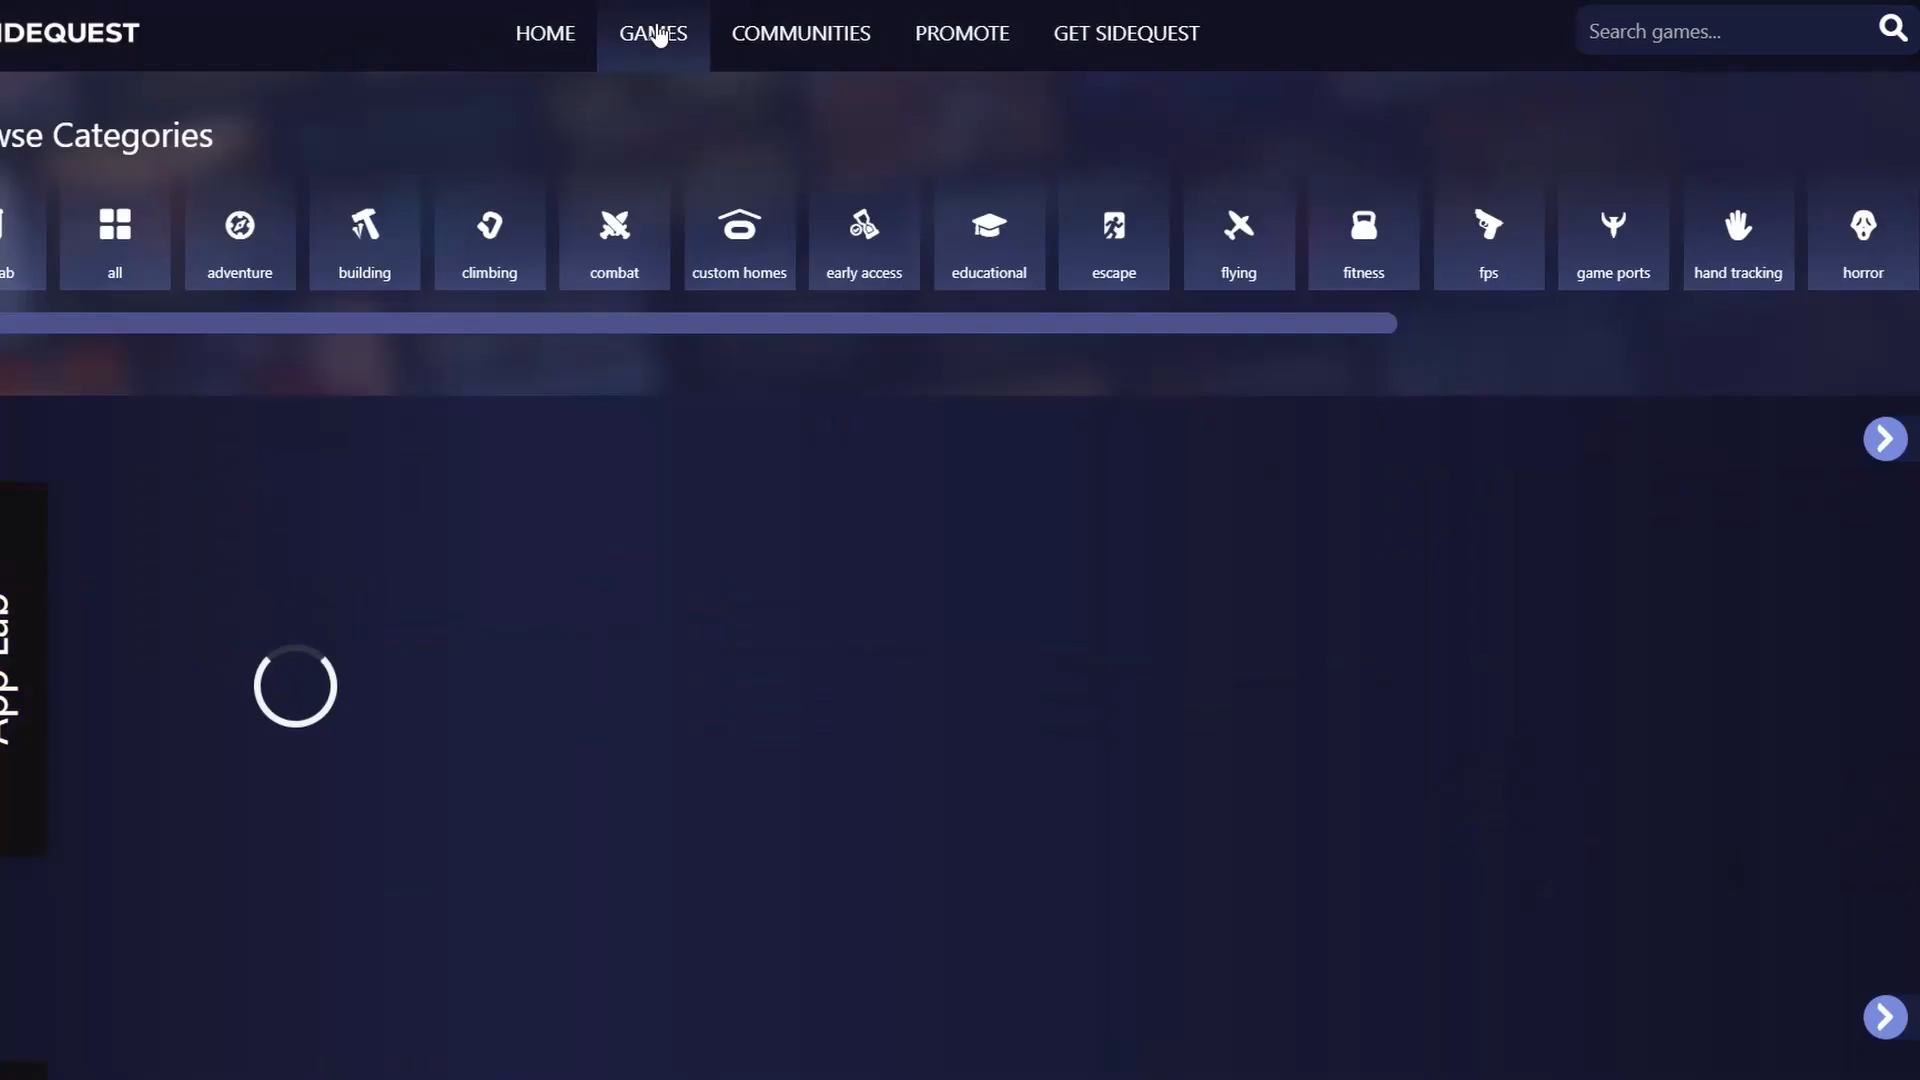 IDEQUEST
HOME GAMES COMMUNITIES PROMOTE GET SIDEQUEST
Search games...
wse Categories
ab all adventure building climbing combat custom homes early access educational escape flying fitness fps game ports hand tracking horror
App Lab